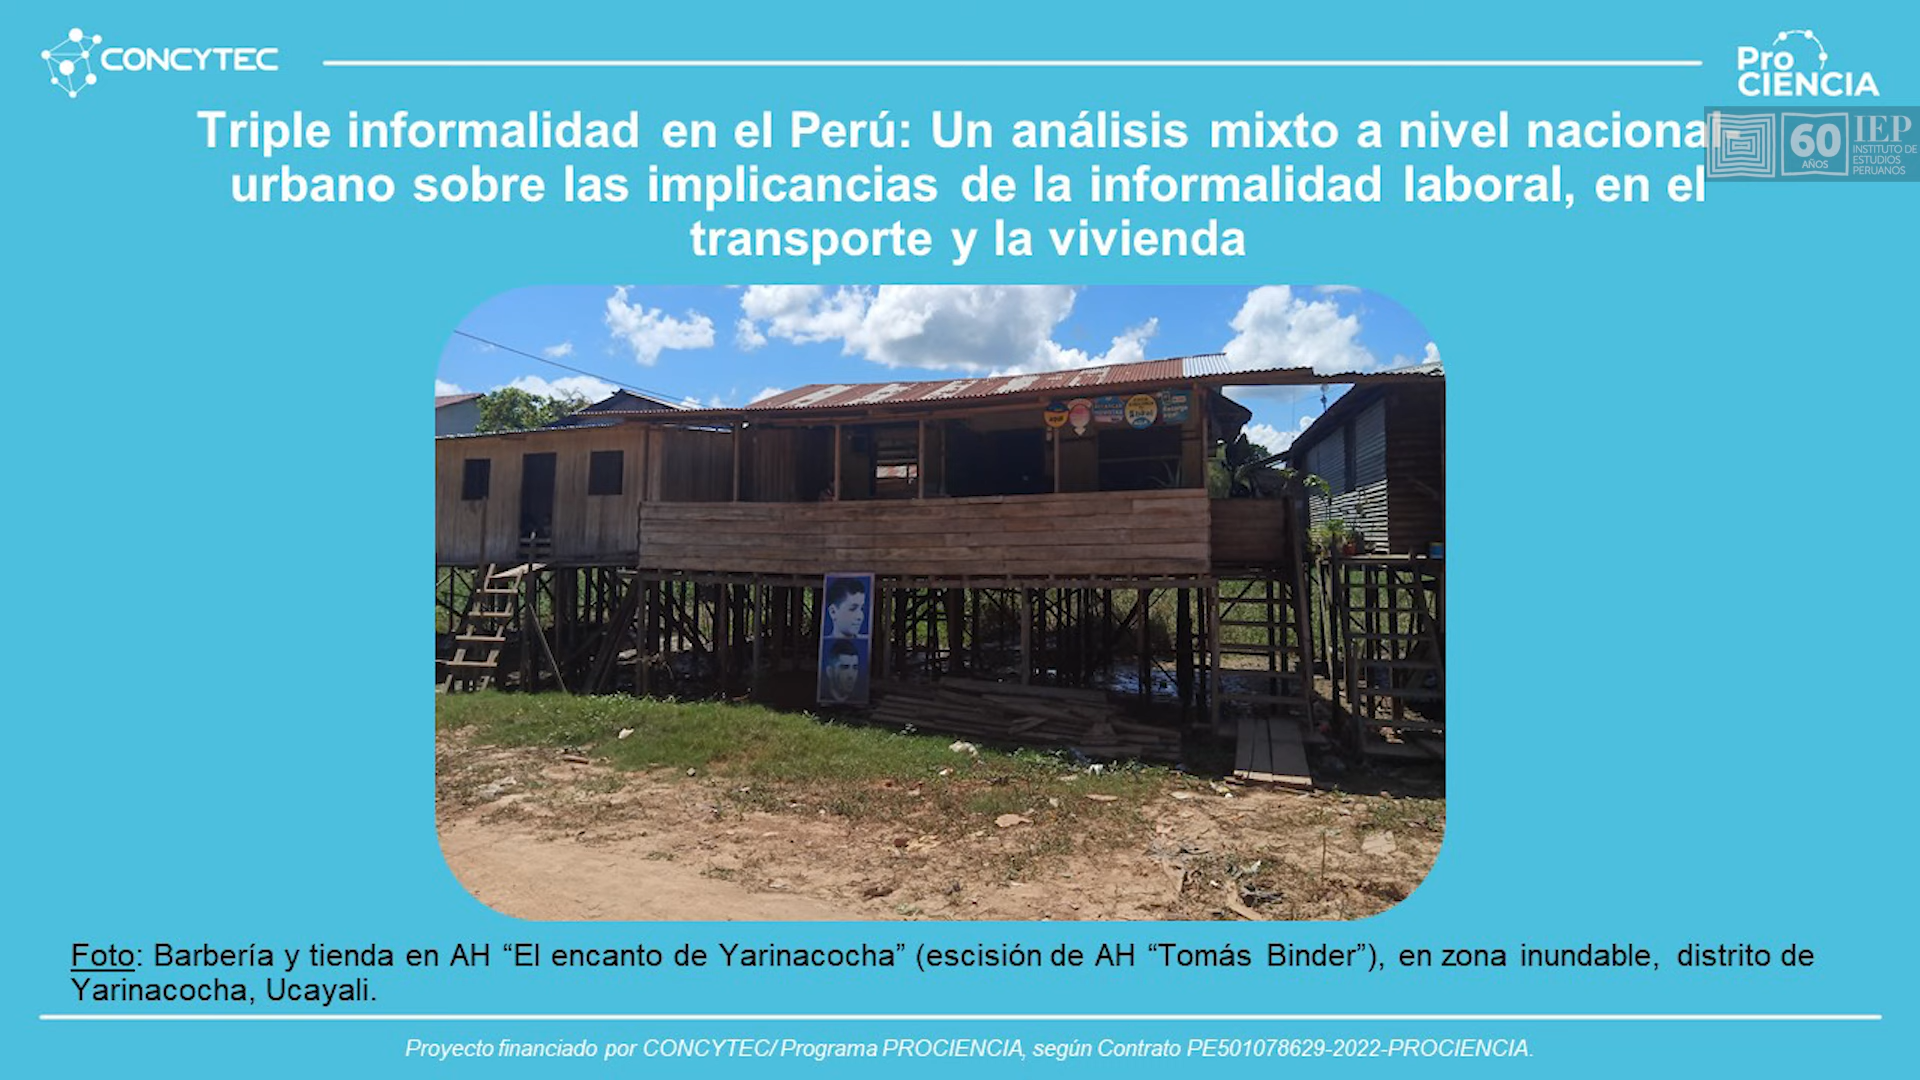 CONCYTEC
Pro
CIENCIA
Triple informalidad en el Perú: Un análisis mixto a nivel nacional-
urbano sobre las implicancias de la informalidad laboral, en el
transporte y la vivienda
60
AÑOS
IEP
INSTITUTO DE
ESTUDIOS
PERUANOS
Foto: Barbería y tienda en AH “El encanto de Yarinacocha” (escisión de AH “Tomás Binder”), en zona inundable, distrito de
Yarinacocha, Ucayali.
Proyecto financiado por CONCYTEC/ Programa PROCIENCIA, según Contrato PE501078629-2022-PROCIENCIA.